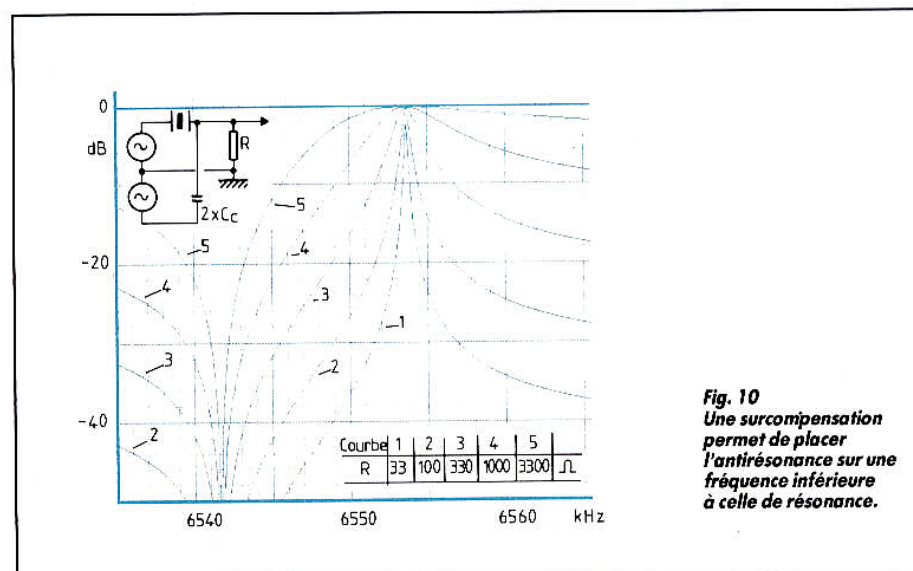 0
dB
-20
-40
R
2xCc
5
5
4
4
3
3
1
2
2
Courbe 1 2 3 4 5
R 33 100 330 1000 3300 Ω
6540 6550 6560 kHz
Fig. 10
Une surcompensation
permet de placer
l'antirésonance sur une
fréquence inférieure
à celle de résonance.